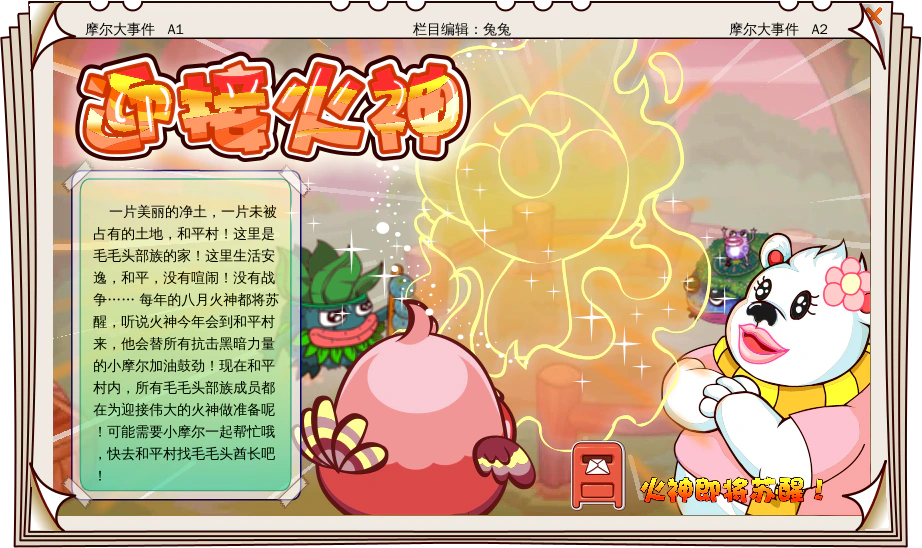 摩尔大事件 A1
栏目编辑：兔兔
摩尔大事件 A2
迎接火神
一片美丽的净土，一片未被
占有的土地，和平村！这里是
毛毛头部族的家！这里生活安
逸，和平，没有喧闹！没有战
争…… 每年的八月火神都将苏
醒，听说火神今年会到和平村
来，他会替所有抗击黑暗力量
的小摩尔加油鼓劲！现在和平
村内，所有毛毛头部族成员都
在为迎接伟大的火神做准备呢
！可能需要小摩尔一起帮忙哦
，快去和平村找毛毛头酋长吧
！
火神即将苏醒！